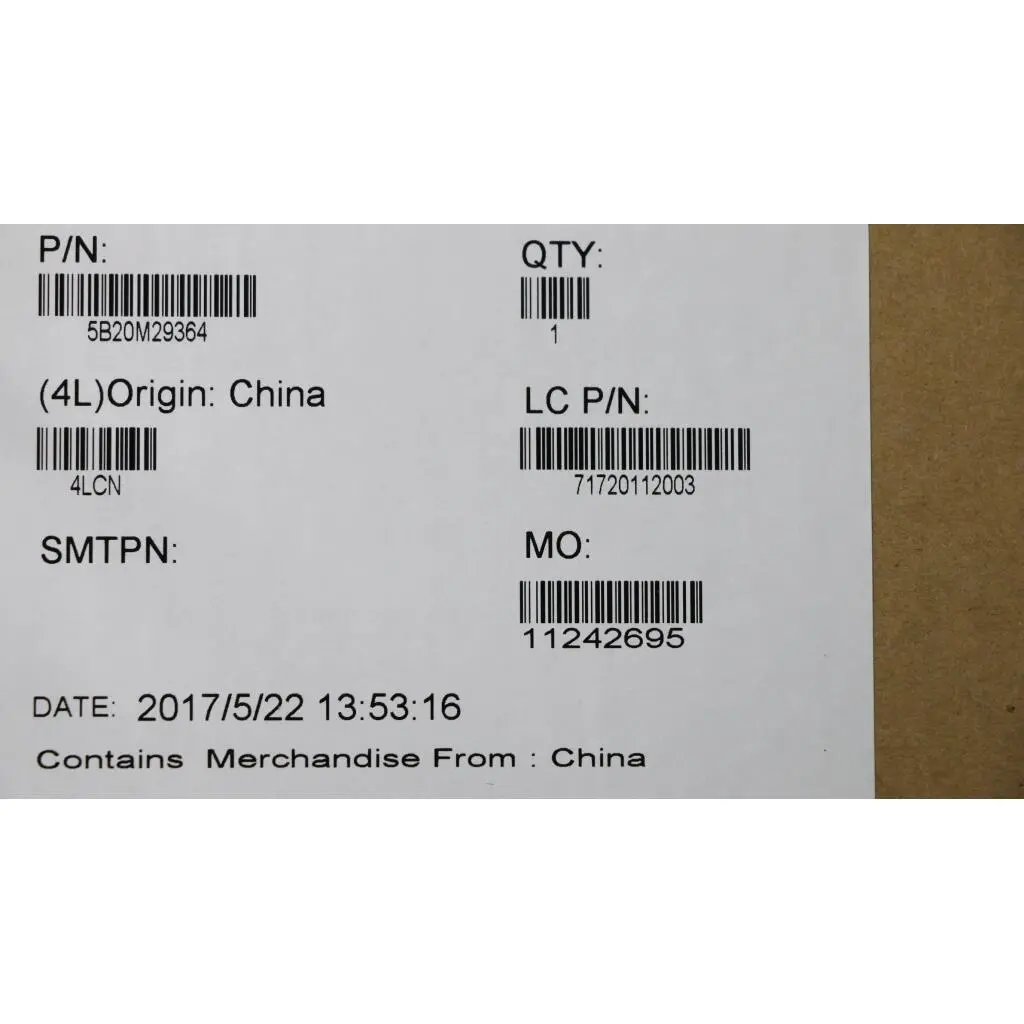 P/N:
5B20M29364
QTY:
1
(4L)Origin: China
4LCN
LC P/N:
71720112003
SMTPN:
MO:
11242695
DATE: 2017/5/22 13:53:16
Contains Merchandise From : China